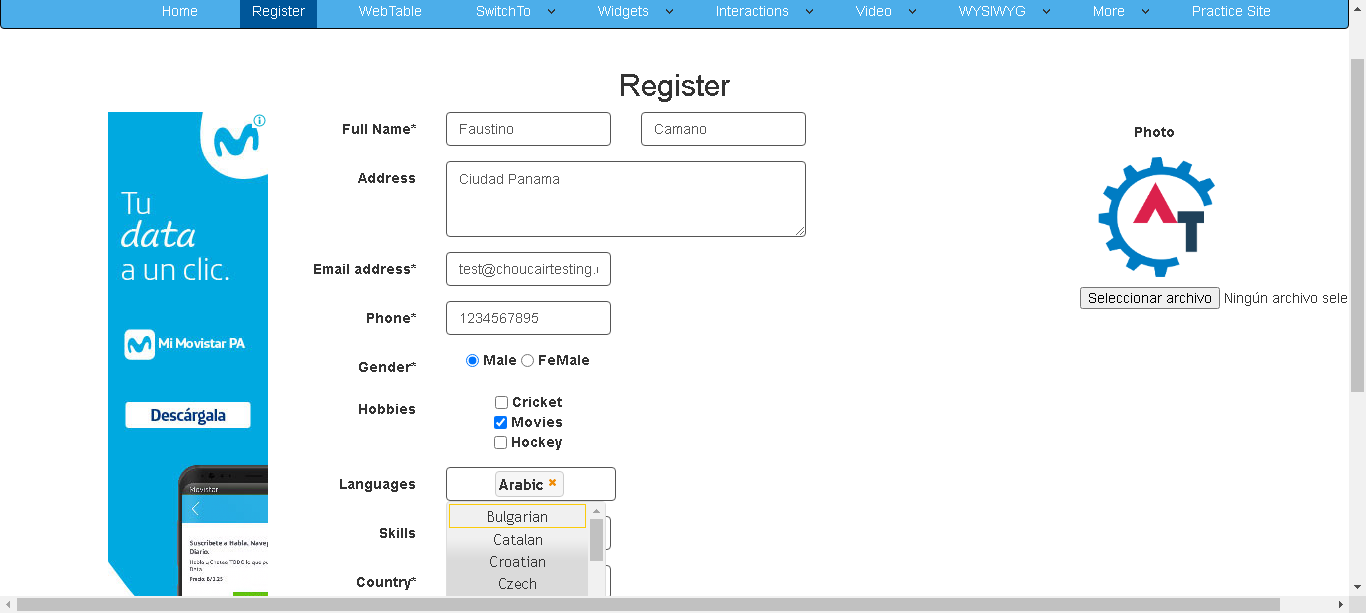 Home Register WebTable SwitchTo Widgets Interactions Video WYSIWYG More Practice Site
Register
Full Name* Faustino Camano
Photo
Address Ciudad Panama
Tu
data
a un clic.
Email address* test@choucairtesting.
Seleccionar archivo Ningún archivo sele
Phone* 1234567895
Mi Movistar PA
Gender* Male FeMale
Hobbies Cricket
Movies
Hockey
Descárgala
Languages Arabic
Movistar
Bulgarian
Skills Catalan
Croatian
Country* Czech
Suscríbete a Habla. Naveg
Diario.